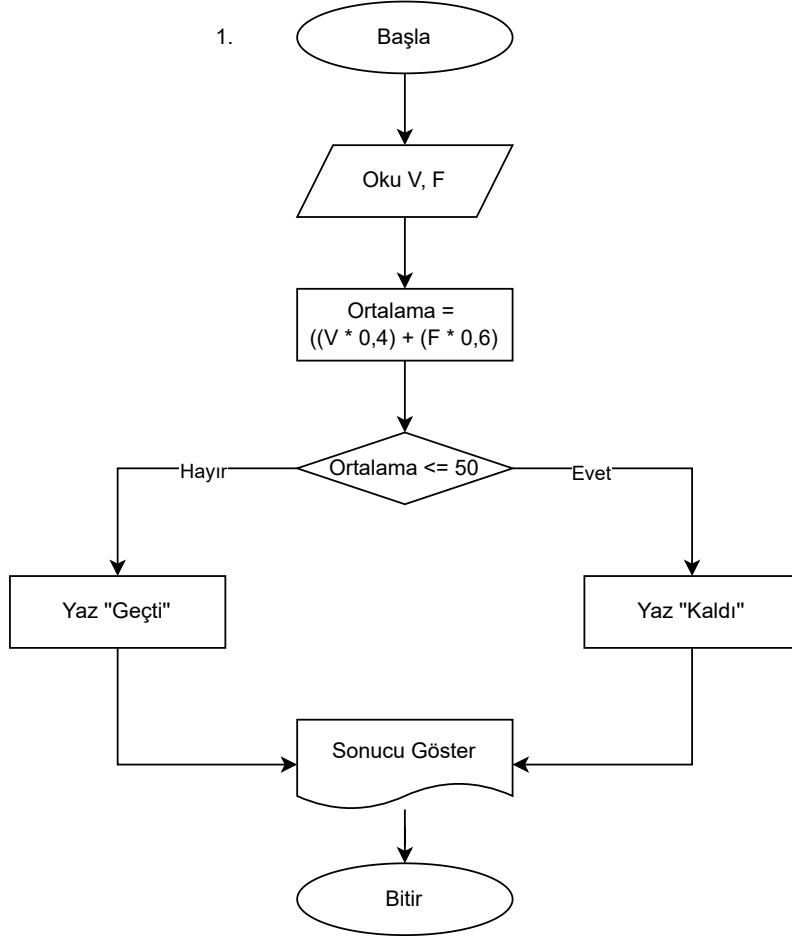 1.
Başla
Oku V, F
Ortalama =
((V * 0,4) + (F * 0,6)
Ortalama <= 50
Hayır
Evet
Yaz "Geçti"
Yaz "Kaldı"
Sonucu Göster
Bitir